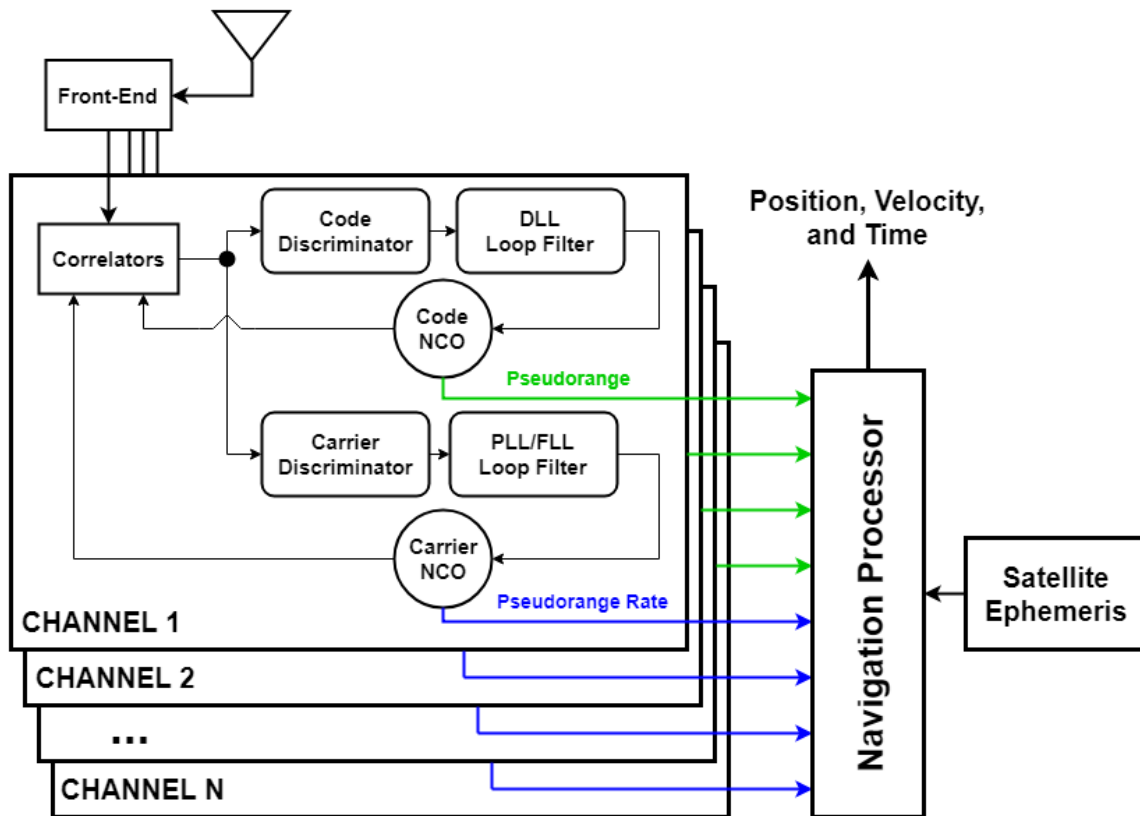 Front-End
Position, Velocity,
and Time
Correlators
Code
Discriminator
DLL
Loop Filter
Code
NCO
Pseudorange
Carrier
Discriminator
PLL/FLL
Loop Filter
Carrier
NCO
Pseudorange Rate
CHANNEL 1
CHANNEL 2
...
CHANNEL N
Navigation Processor
Satellite
Ephemeris